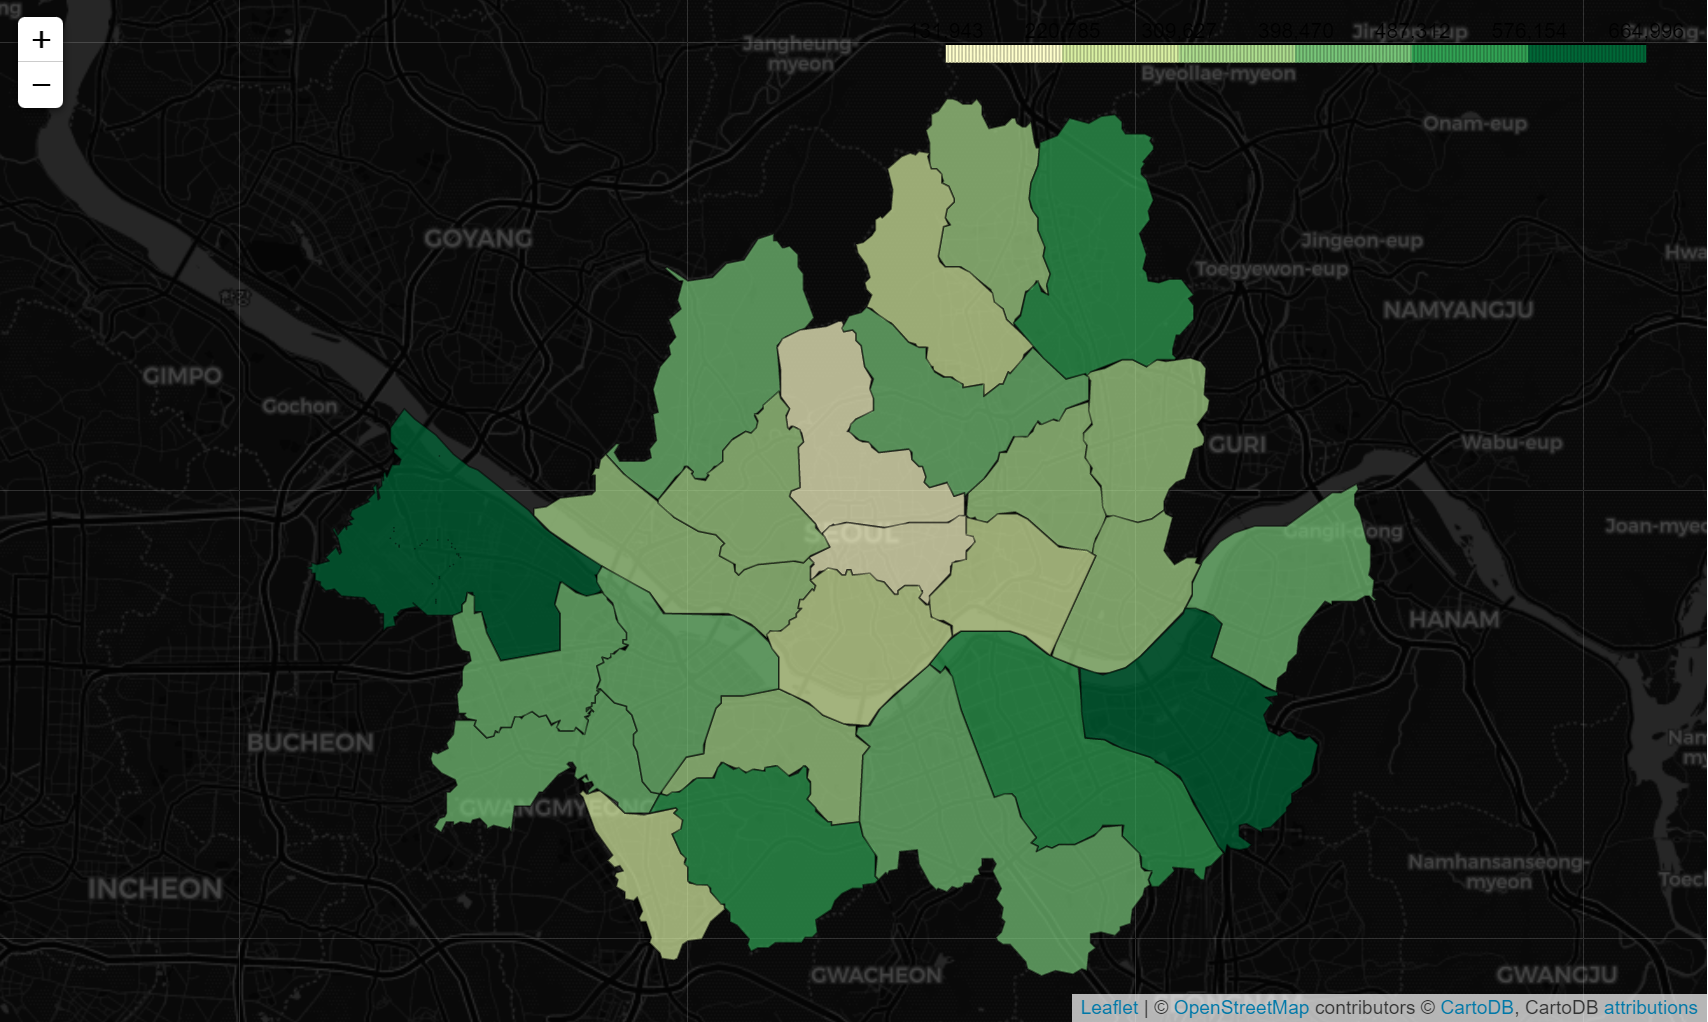 +
−
131,943 220,785 309,627 398,470 487,312 576,154 664,996
Jangheung-
myeon
Byeollae-myeon
Onam-eup
GOYANG
Jingeon-eup
Toegyewon-eup
NAMYANGJU
GIMPO
Gochon
GURI
Wabu-eup
SEOUL
Gangil-dong
HANAM
BUCHEON
GWANGMYEONG
INCHEON
Namhansanseong-
myeon
GWACHEON
GWANGJU
Leaflet | © OpenStreetMap contributors © CartoDB, CartoDB attributions